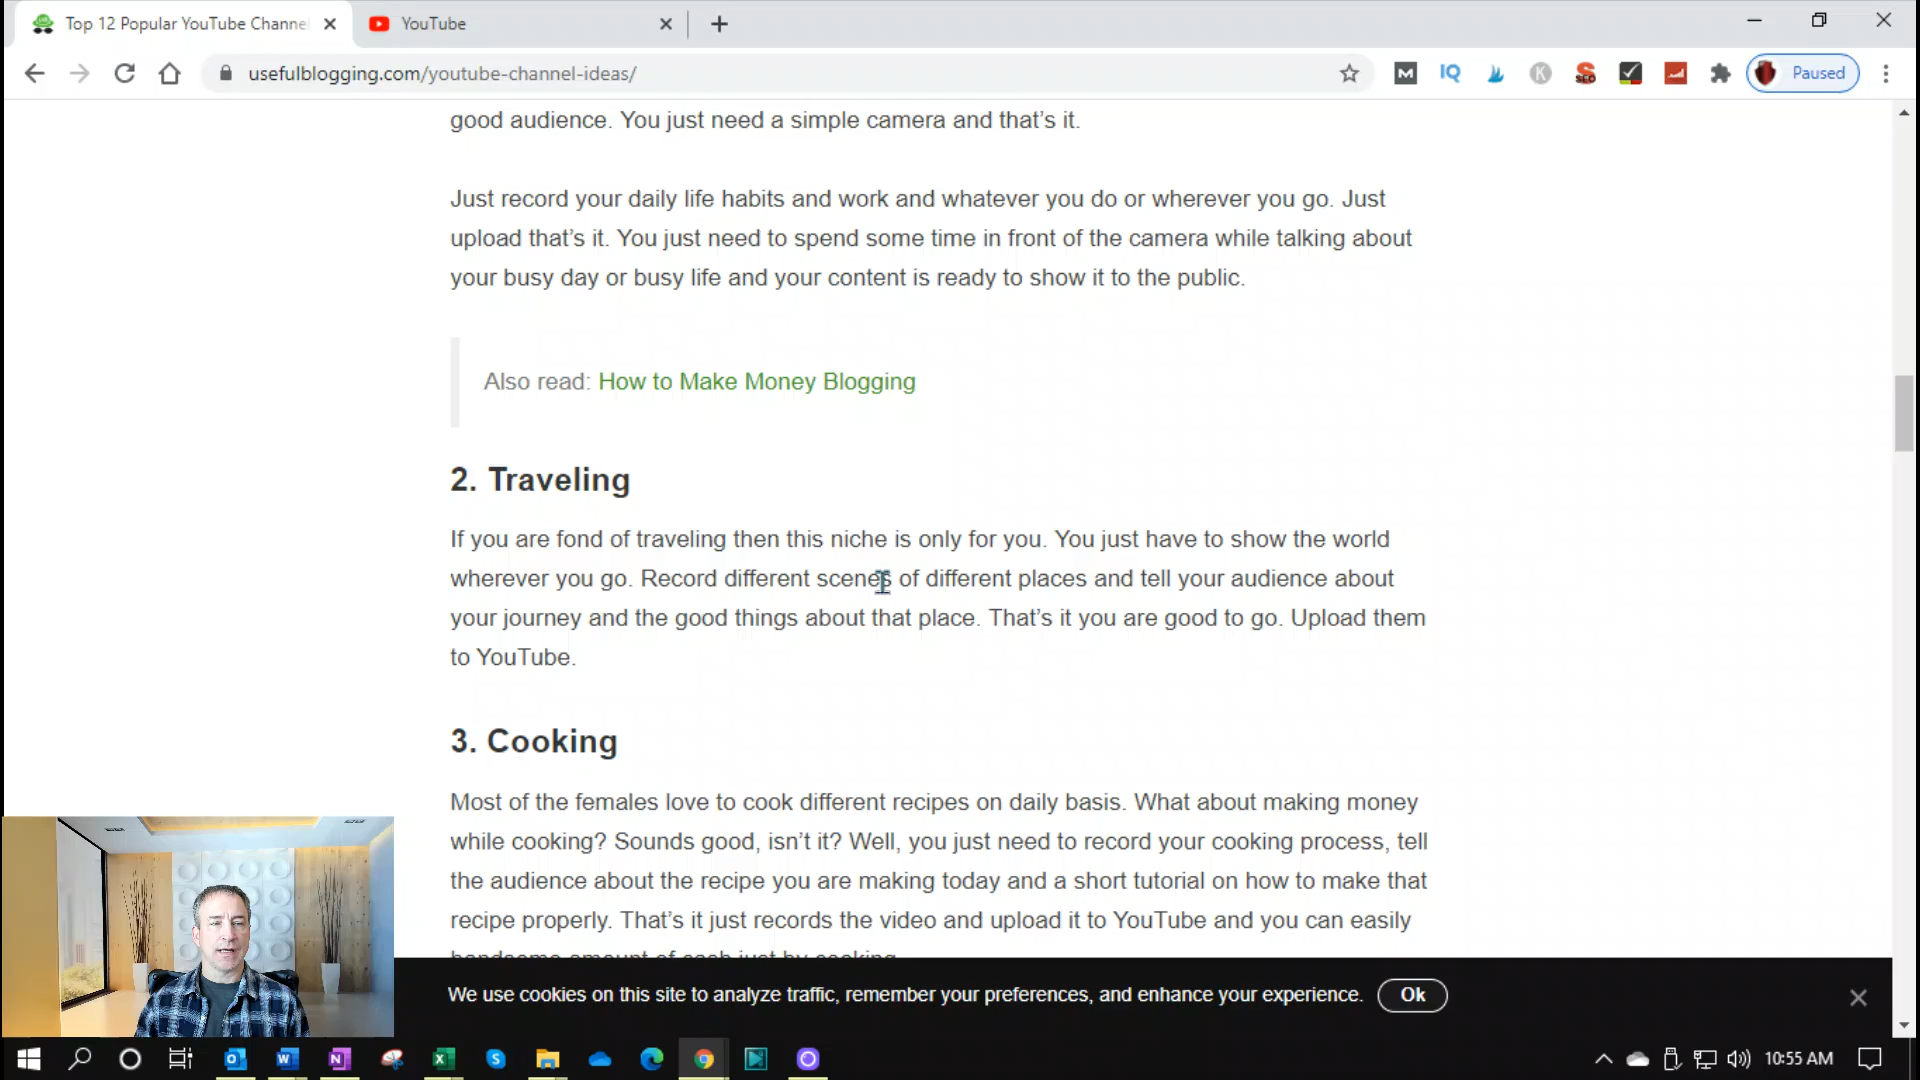 Top 12 Popular YouTube Channe
YouTube
usefulblogging.com/youtube-channel-ideas/
M
IQ
K
SEO
Paused
good audience. You just need a simple camera and that’s it.
Just record your daily life habits and work and whatever you do or wherever you go. Just
upload that’s it. You just need to spend some time in front of the camera while talking about
your busy day or busy life and your content is ready to show it to the public.
Also read: How to Make Money Blogging
2. Traveling
If you are fond of traveling then this niche is only for you. You just have to show the world
wherever you go. Record different scenes of different places and tell your audience about
your journey and the good things about that place. That’s it you are good to go. Upload them
to YouTube.
3. Cooking
Most of the females love to cook different recipes on daily basis. What about making money
while cooking? Sounds good, isn’t it? Well, you just need to record your cooking process, tell
the audience about the recipe you are making today and a short tutorial on how to make that
recipe properly. That’s it just records the video and upload it to YouTube and you can easily
handsome amount of cash just by cooking.
We use cookies on this site to analyze traffic, remember your preferences, and enhance your experience. Ok
10:55 AM